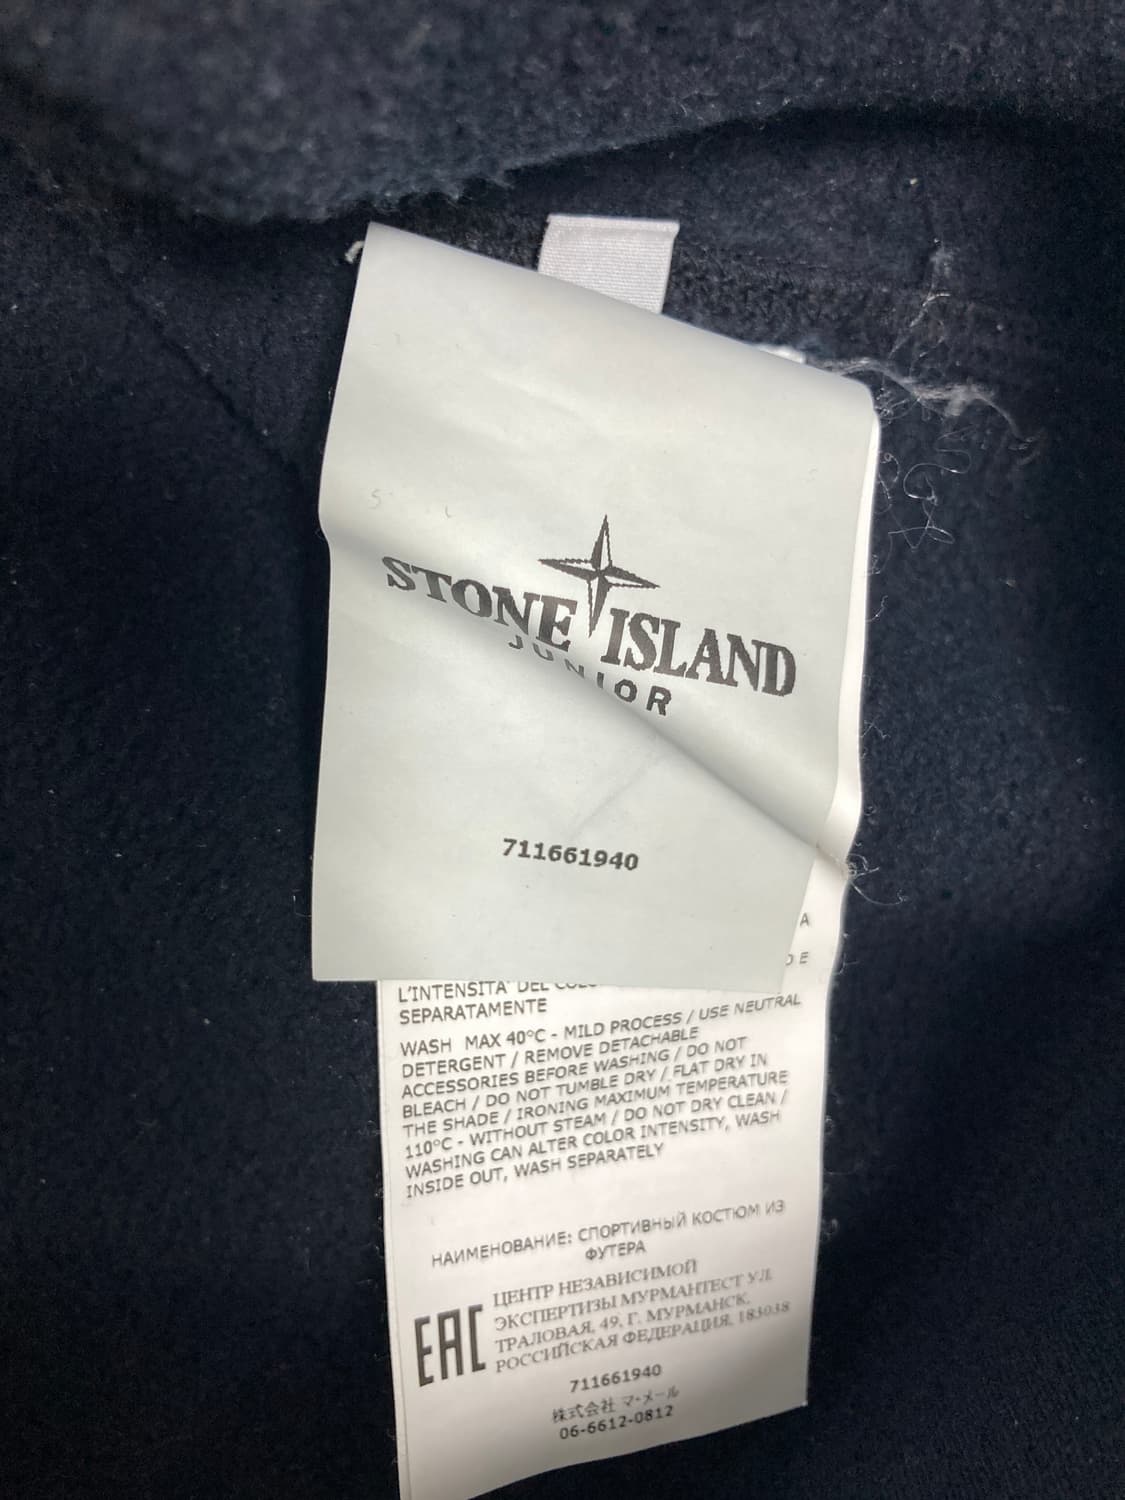 STONE ISLAND
JUNIOR
711661940
A
D E
L'INTENSITA' DEL
SEPARATAMENTE
WASH MAX 40°C - MILD PROCESS / USE NEUTRAL
DETERGENT / REMOVE DETACHABLE
ACCESSORIES BEFORE WASHING / DO NOT
BLEACH / DO NOT TUMBLE DRY / FLAT DRY IN
THE SHADE / IRONING MAXIMUM TEMPERATURE
110°C - WITHOUT STEAM / DO NOT DRY CLEAN /
WASHING CAN ALTER COLOR INTENSITY, WASH
INSIDE OUT, WASH SEPARATELY
НАИМЕНОВАНИЕ: СПОРТИВНЫЙ КОСТЮМ ИЗ
ФУТЕРА
ЕАС
ЦЕНТР НЕЗАВИСИМОЙ
ЭКСПЕРТИЗЫ МУРМАНТЕСТ УЛ.
ТРАЛОВАЯ, 49, Г. МУРМАНСК,
РОССИЙСКАЯ ФЕДЕРАЦИЯ, 183038
711661940
株式会社 マ・メール
06-6612-0812